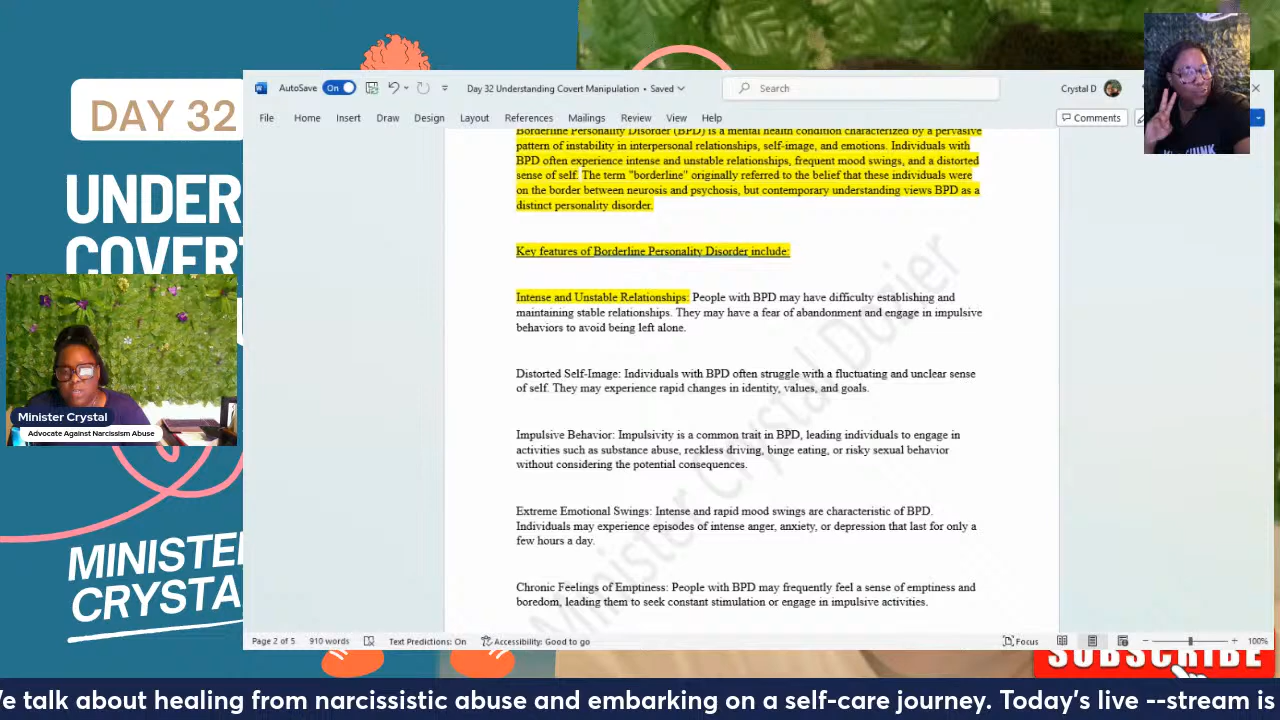 DAY 32
UNDER
COVERT
Minister Crystal
Advocate Against Narcissism Abuse
MINISTE
CRYSTA
AutoSave
On
Day 32 Understanding Covert Manipulation • Saved
Search
Crystal D
File Home Insert Draw Design Layout References Mailings Review View Help
Comments
Borderline Personality Disorder (BPD) is a mental health condition characterized by a pervasive
pattern of instability in interpersonal relationships, self-image, and emotions. Individuals with
BPD often experience intense and unstable relationships, frequent mood swings, and a distorted
sense of self. The term "borderline" originally referred to the belief that these individuals were
on the border between neurosis and psychosis, but contemporary understanding views BPD as a
distinct personality disorder.
Key features of Borderline Personality Disorder include:
Intense and Unstable Relationships: People with BPD may have difficulty establishing and
maintaining stable relationships. They may have a fear of abandonment and engage in impulsive
behaviors to avoid being left alone.
Distorted Self-Image: Individuals with BPD often struggle with a fluctuating and unclear sense
of self. They may experience rapid changes in identity, values, and goals.
Impulsive Behavior: Impulsivity is a common trait in BPD, leading individuals to engage in
activities such as substance abuse, reckless driving, binge eating, or risky sexual behavior
without considering the potential consequences.
Extreme Emotional Swings: Intense and rapid mood swings are characteristic of BPD.
Individuals may experience episodes of intense anger, anxiety, or depression that last for only a
few hours a day.
Chronic Feelings of Emptiness: People with BPD may frequently feel a sense of emptiness and
boredom, leading them to seek constant stimulation or engage in impulsive activities.
Minister Crystal Dozier
Page 2 of 5 910 words Text Predictions: On Accessibility: Good to go Focus 100%
SUBSCRIBE
We talk about healing from narcissistic abuse and embarking on a self-care journey. Today's live --stream is